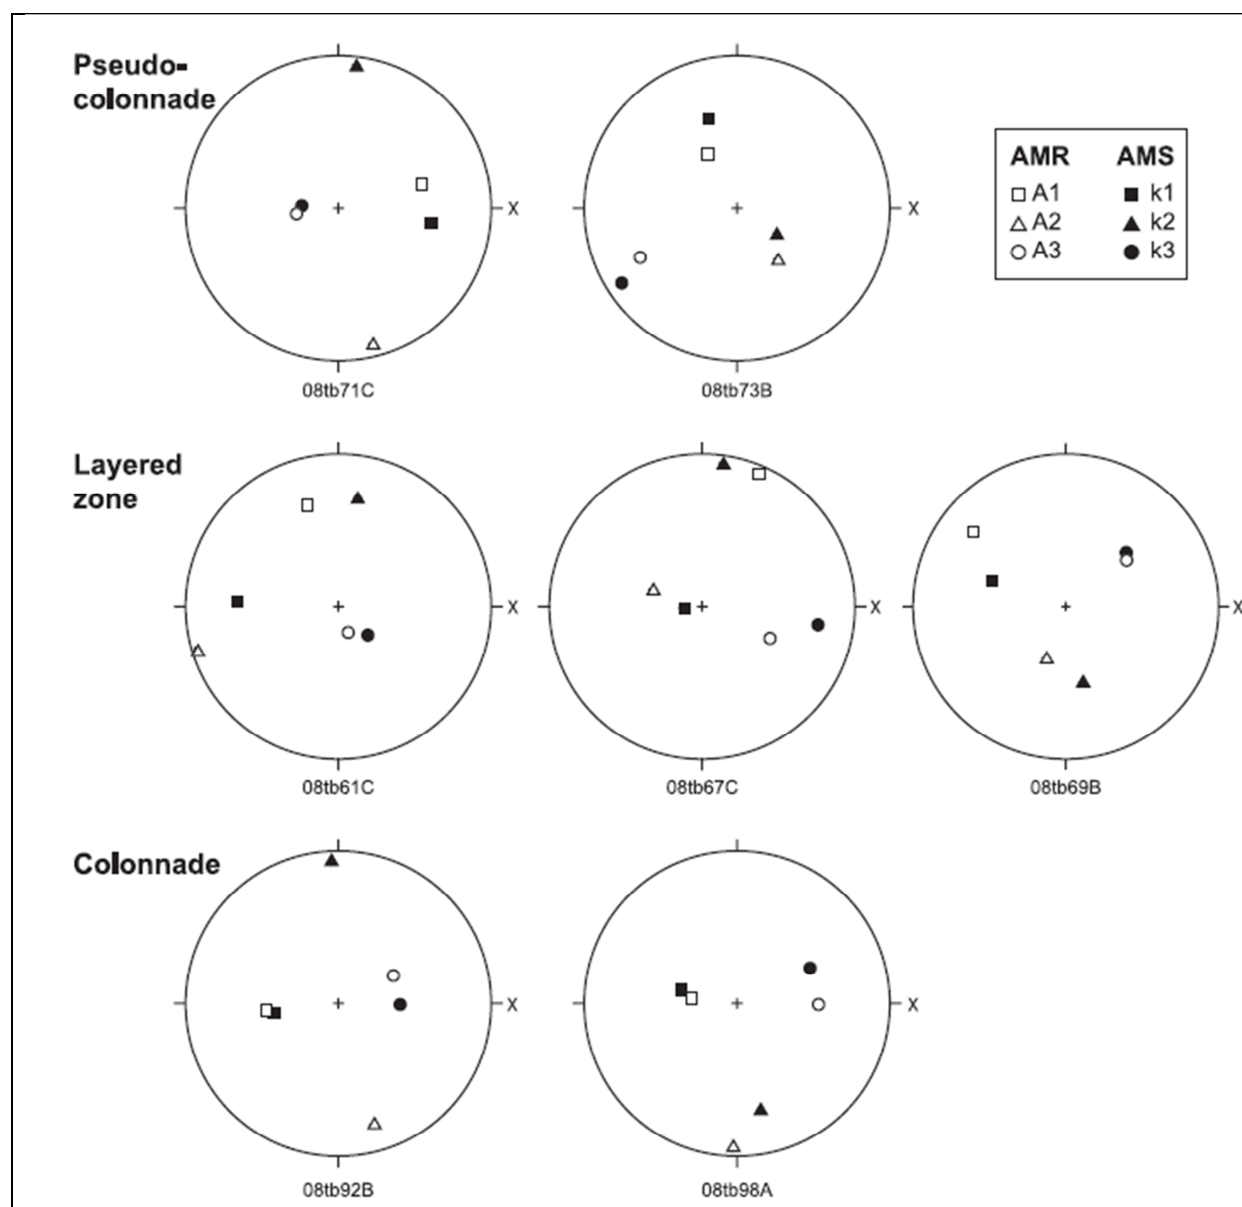 Pseudo-
colonnade
X
08tb71C
X
08tb73B
AMR AMS
A1 k1
A2 k2
A3 k3
Layered
zone
X
08tb61C
X
08tb67C
X
08tb69B
Colonnade
X
08tb92B
X
08tb98A